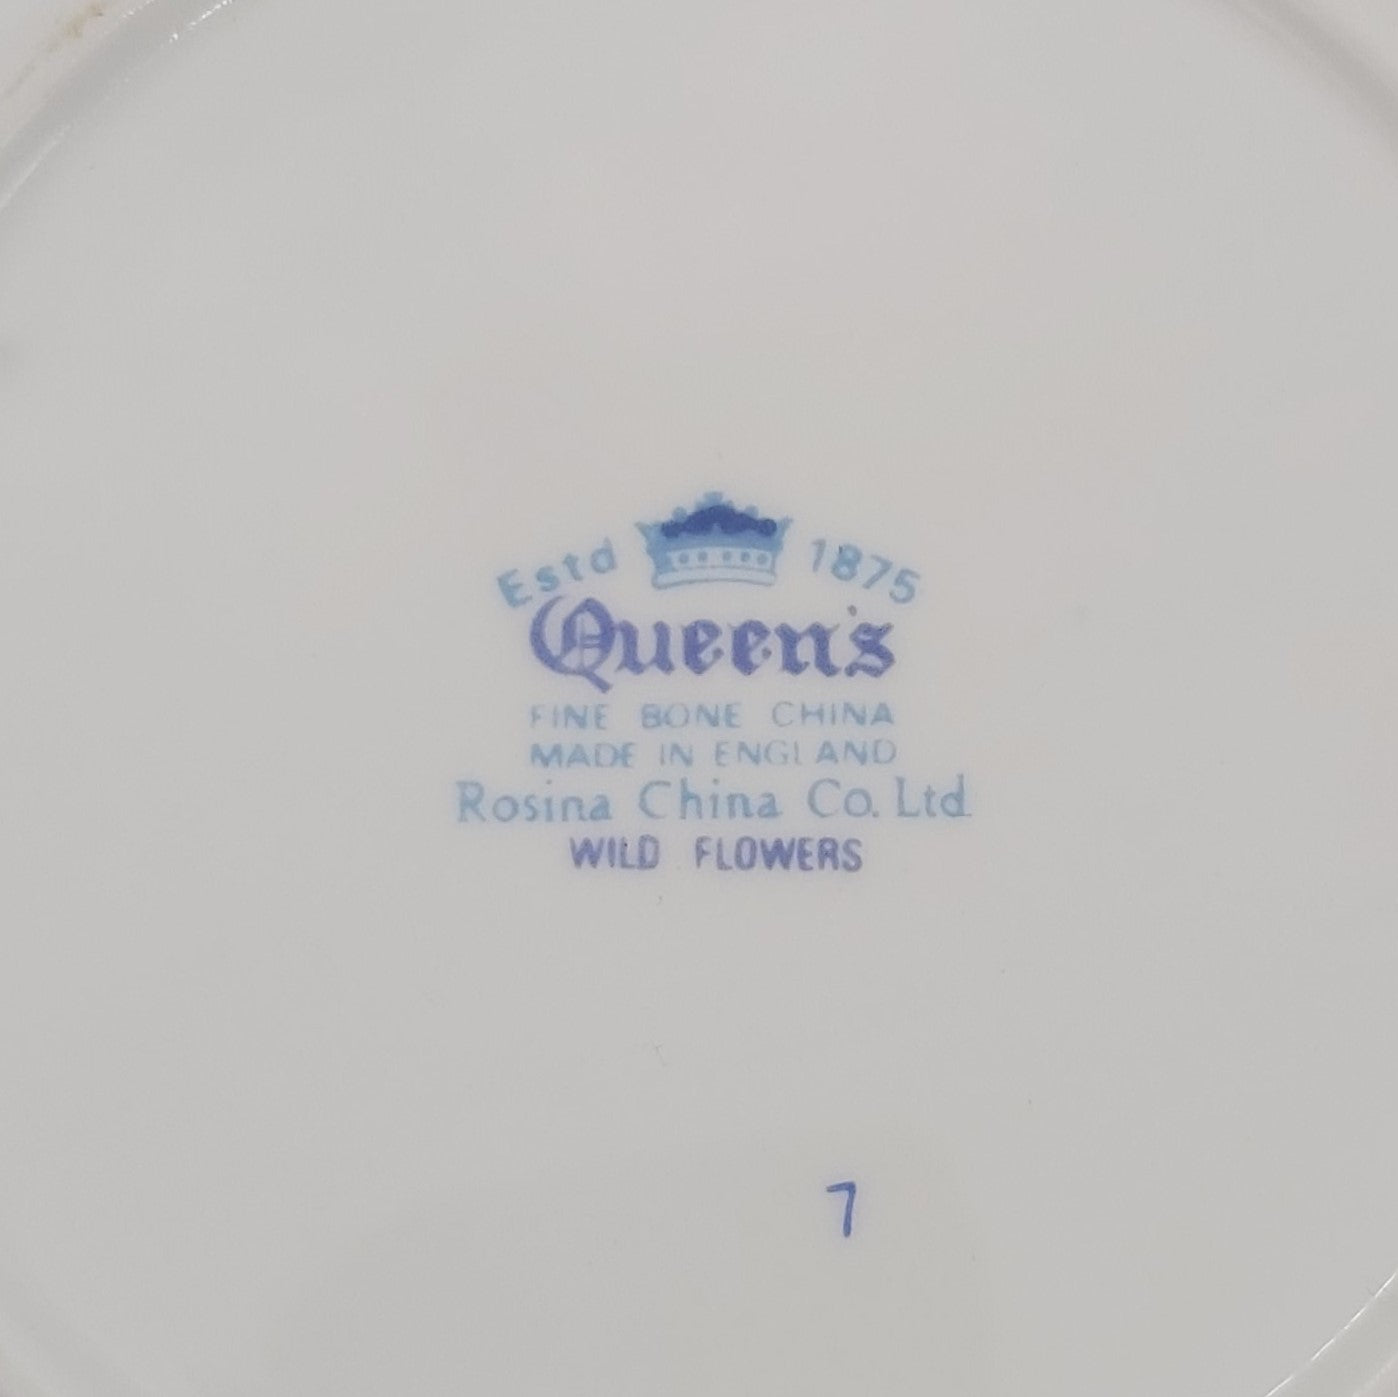 Estd 1875
Queen's
FINE BONE CHINA
MADE IN ENGLAND
Rosina China Co. Ltd
WILD FLOWERS
7